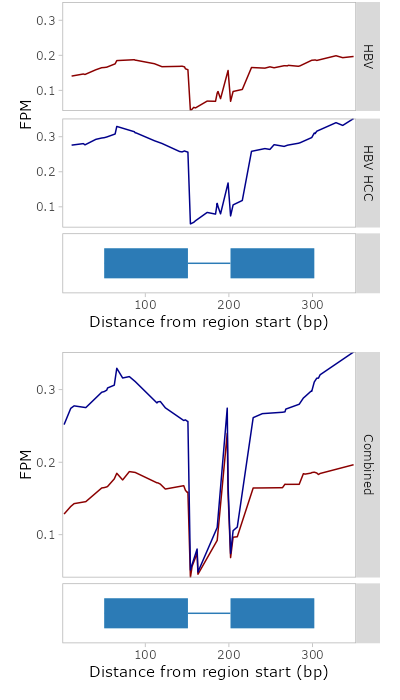 0.3
0.2
0.1
HBV
FPM
0.3
0.2
0.1
HBV HCC
100
200
300
Distance from region start (bp)
0.3
0.2
0.1
FPM
Combined
100
200
300
Distance from region start (bp)